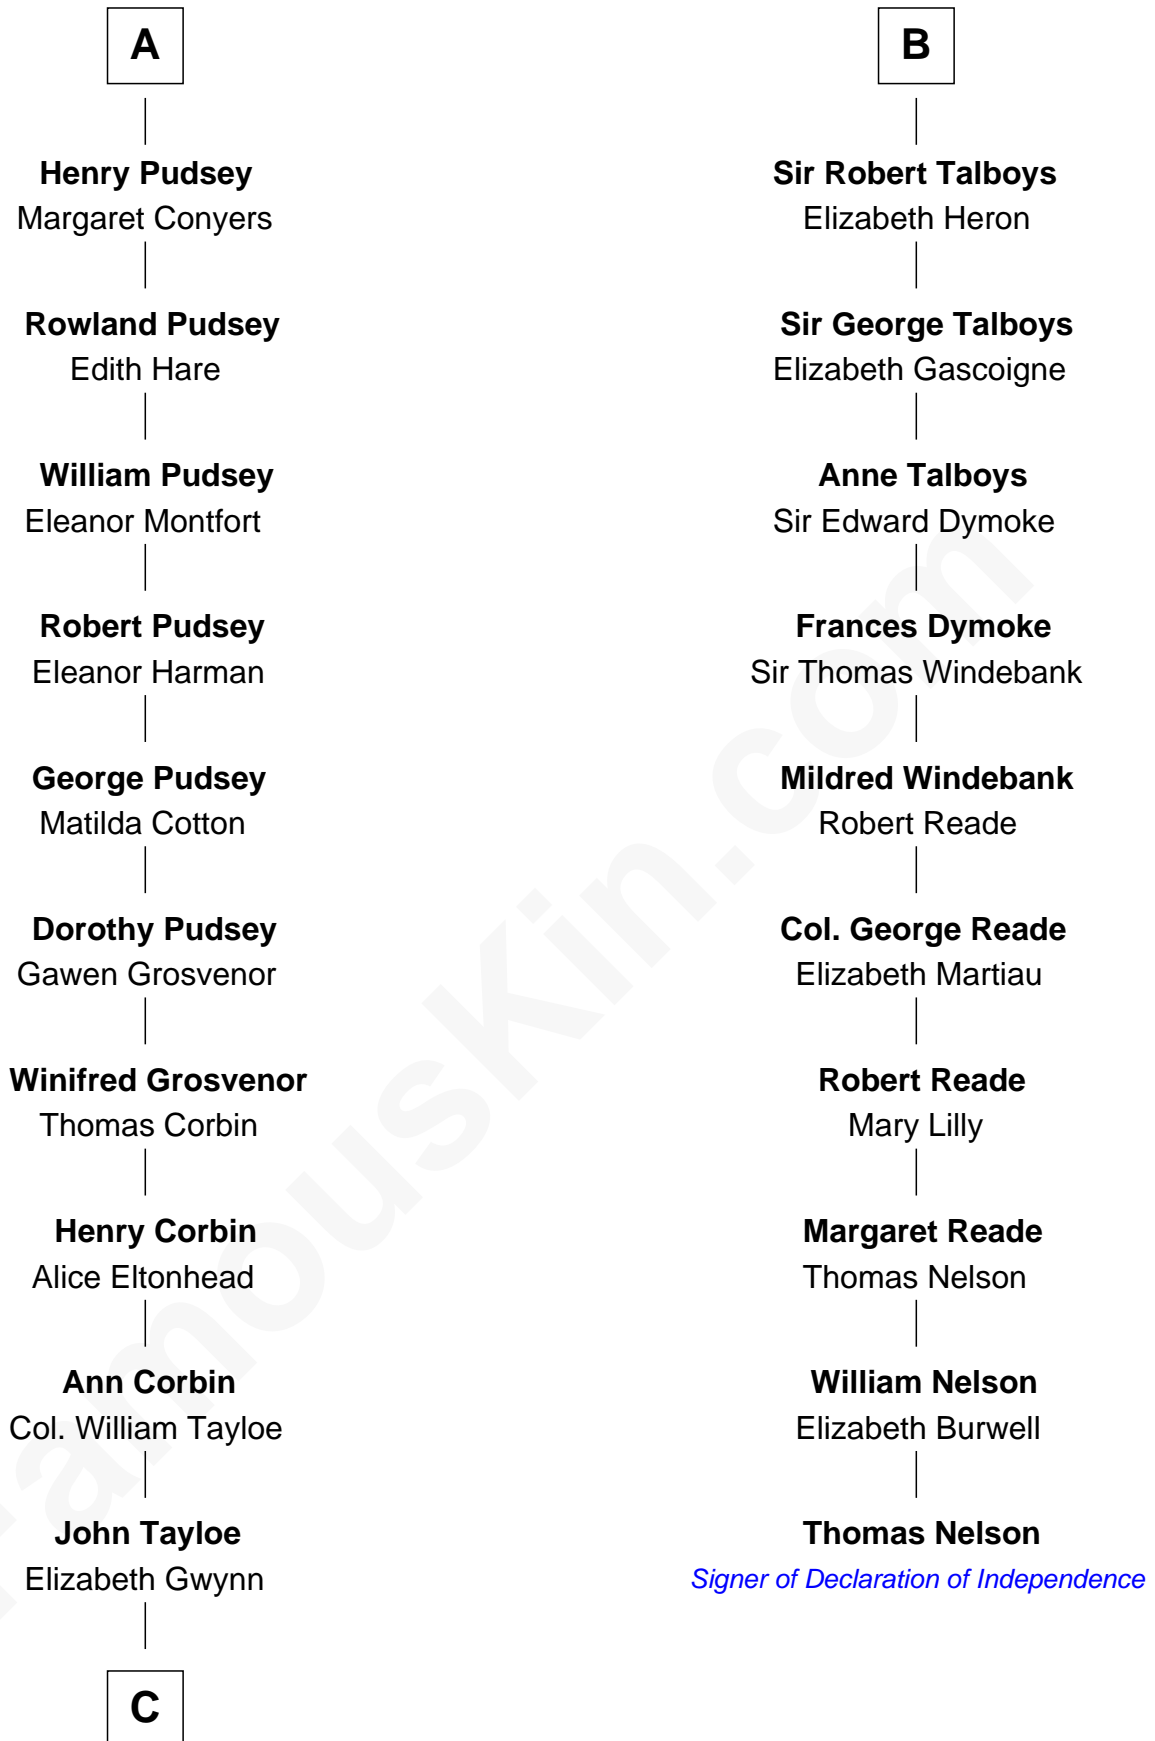 A
Henry Pudsey
Margaret Conyers
Rowland Pudsey
Edith Hare
William Pudsey
Eleanor Montfort
Robert Pudsey
Eleanor Harman
George Pudsey
Matilda Cotton
Dorothy Pudsey
Gawen Grosvenor
Winifred Grosvenor
Thomas Corbin
Henry Corbin
Alice Eltonhead
Ann Corbin
Col. William Tayloe
John Tayloe
Elizabeth Gwynn
C
B
Sir Robert Talboys
Elizabeth Heron
Sir George Talboys
Elizabeth Gascoigne
Anne Talboys
Sir Edward Dymoke
Frances Dymoke
Sir Thomas Windebank
Mildred Windebank
Robert Reade
Col. George Reade
Elizabeth Martiau
Robert Reade
Mary Lilly
Margaret Reade
Thomas Nelson
William Nelson
Elizabeth Burwell
Thomas Nelson
Signer of Declaration of Independence
FamousKin.com